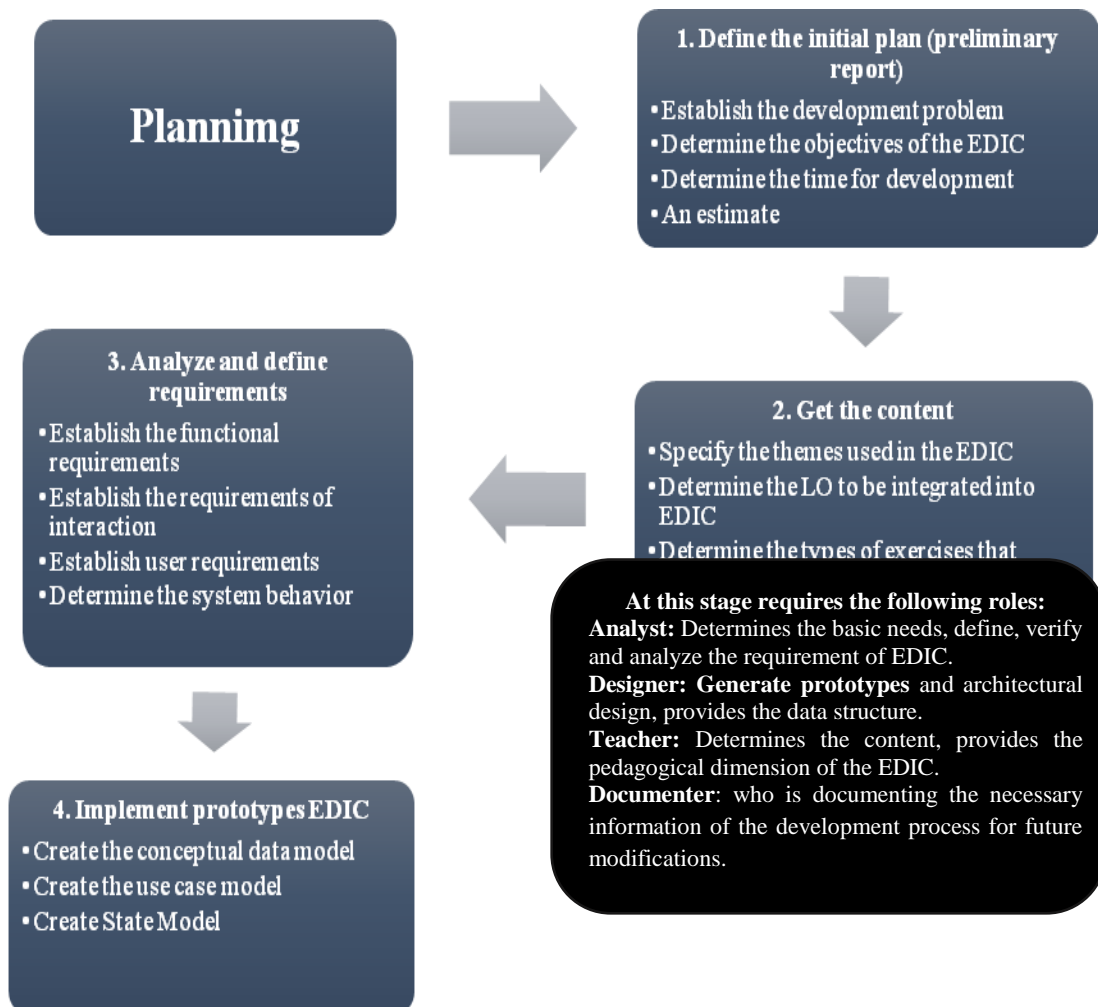 Plannimg
1. Define the initial plan (preliminary
report)
• Establish the development problem
• Determine the objectives of the EDIC
• Determine the time for development
• An estimate
2. Get the content
• Specify the themes used in the EDIC
• Determine the LO to be integrated into
EDIC
• Determine the types of exercises that
3. Analyze and define
requirements
• Establish the functional
requirements
• Establish the requirements of
interaction
• Establish user requirements
• Determine the system behavior
4. Implement prototypes EDIC
• Create the conceptual data model
• Create the use case model
• Create State Model
At this stage requires the following roles:
Analyst: Determines the basic needs, define, verify
and analyze the requirement of EDIC.
Designer: Generate prototypes and architectural
design, provides the data structure.
Teacher: Determines the content, provides the
pedagogical dimension of the EDIC.
Documenter: who is documenting the necessary
information of the development process for future
modifications.